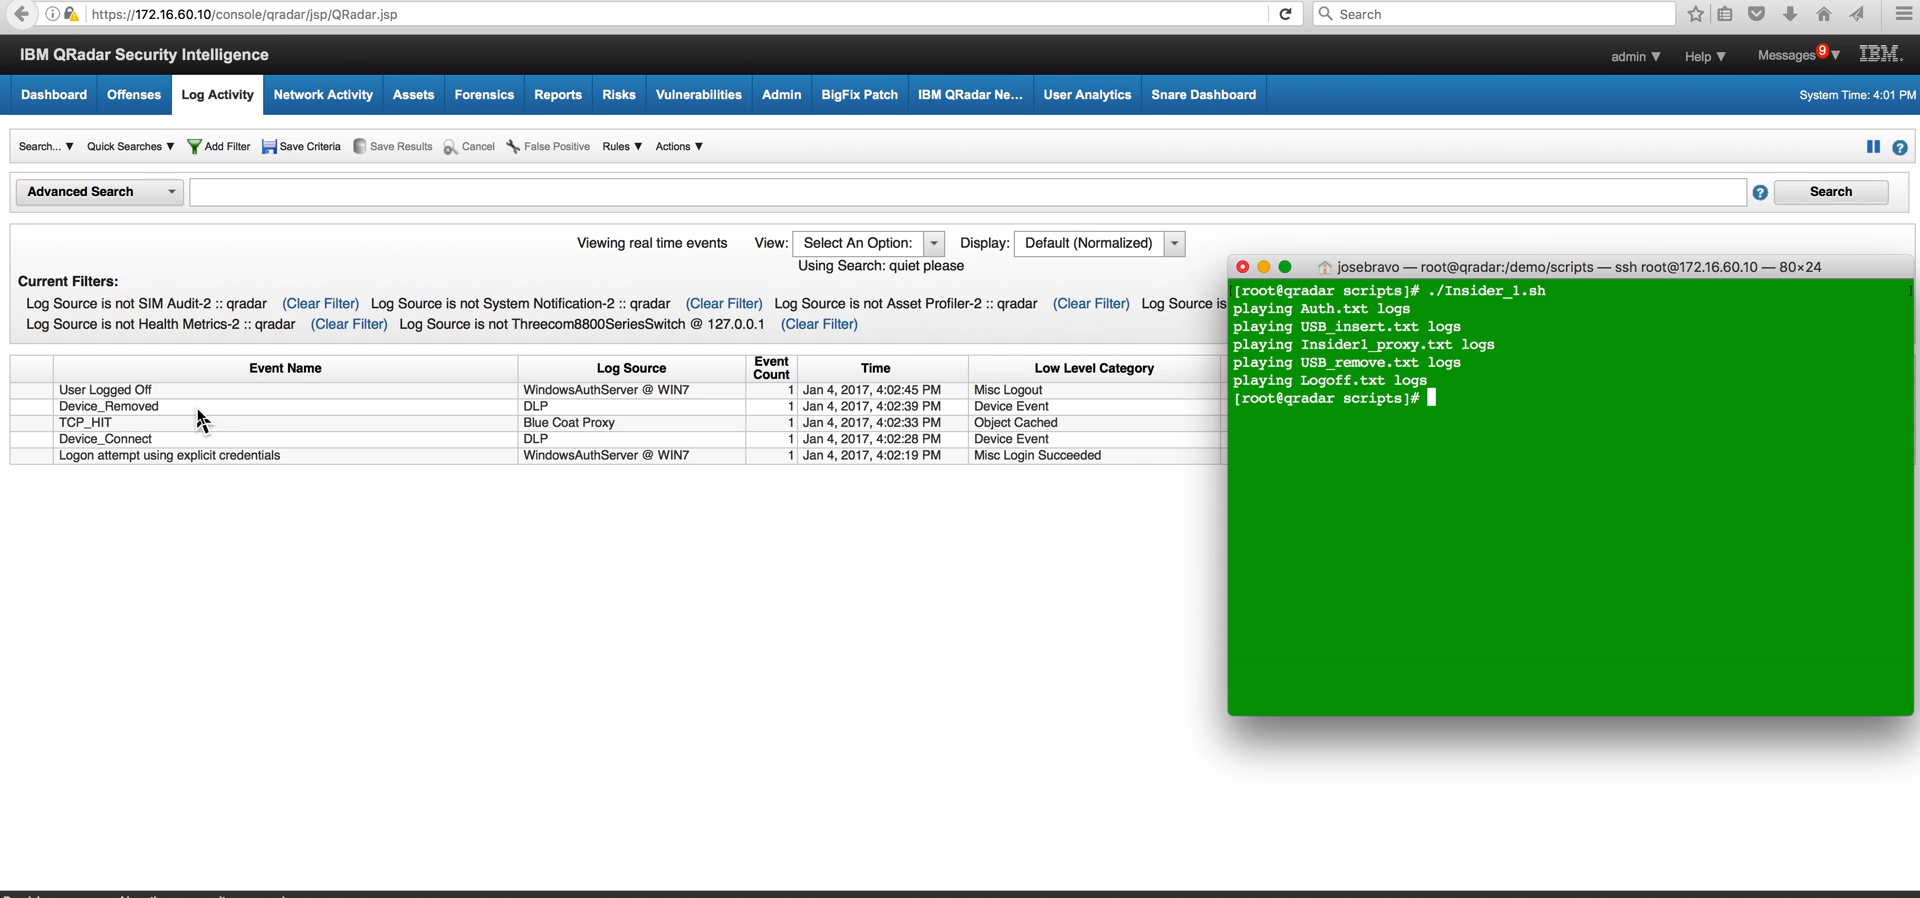 https://172.16.60.10/console/qradar/jsp/QRadar.jsp
Search
IBM QRadar Security Intelligence
admin ▼ Help ▼ Messages 9 ▼ IBM.
Dashboard Offenses Log Activity Network Activity Assets Forensics Reports Risks Vulnerabilities Admin BigFix Patch IBM QRadar Ne... User Analytics Snare Dashboard System Time: 4:01 PM
Search... ▼ Quick Searches ▼ Add Filter Save Criteria Save Results Cancel False Positive Rules ▼ Actions ▼
Advanced Search Search
Viewing real time events View: Select An Option: Display: Default (Normalized)
Using Search: quiet please
Current Filters:
Log Source is not SIM Audit-2 :: qradar (Clear Filter) Log Source is not System Notification-2 :: qradar (Clear Filter) Log Source is not Asset Profiler-2 :: qradar (Clear Filter) Log Source is
Log Source is not Health Metrics-2 :: qradar (Clear Filter) Log Source is not Threecom8800SeriesSwitch @ 127.0.0.1 (Clear Filter)
Event Name Log Source Event Count Time Low Level Category
User Logged Off WindowsAuthServer @ WIN7 1 Jan 4, 2017, 4:02:45 PM Misc Logout
Device_Removed DLP 1 Jan 4, 2017, 4:02:39 PM Device Event
TCP_HIT Blue Coat Proxy 1 Jan 4, 2017, 4:02:33 PM Object Cached
Device_Connect DLP 1 Jan 4, 2017, 4:02:28 PM Device Event
Logon attempt using explicit credentials WindowsAuthServer @ WIN7 1 Jan 4, 2017, 4:02:19 PM Misc Login Succeeded
josebravo — root@qradar:/demo/scripts — ssh root@172.16.60.10 — 80×24
[[root@qradar scripts]# ./Insider_1.sh ]
playing Auth.txt logs
playing USB_insert.txt logs
playing Insider1_proxy.txt logs
playing USB_remove.txt logs
playing Logoff.txt logs
[root@qradar scripts]#